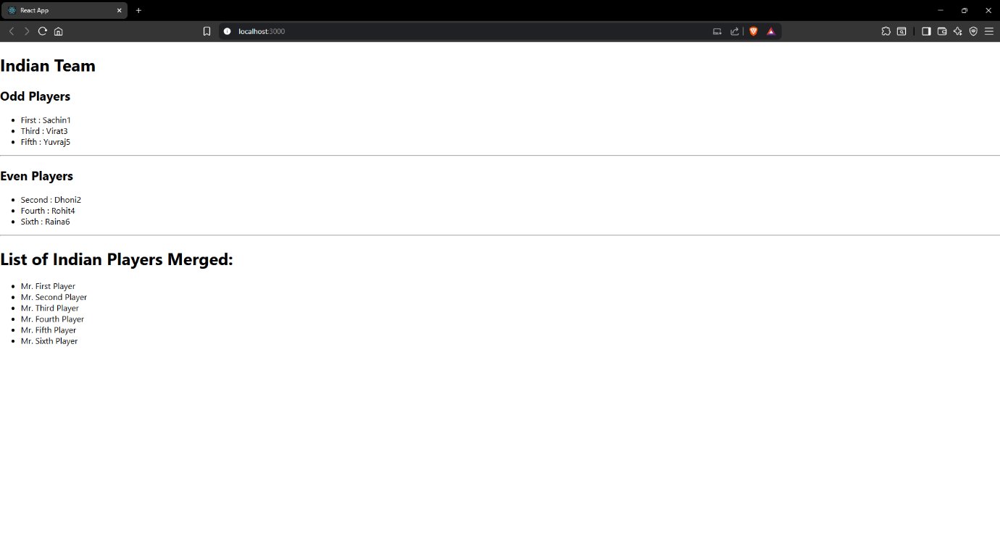 React App
localhost:3000
Indian Team
Odd Players
First : Sachin1
Third : Virat3
Fifth : Yuvraj5
Even Players
Second : Dhoni2
Fourth : Rohit4
Sixth : Raina6
List of Indian Players Merged:
Mr. First Player
Mr. Second Player
Mr. Third Player
Mr. Fourth Player
Mr. Fifth Player
Mr. Sixth Player